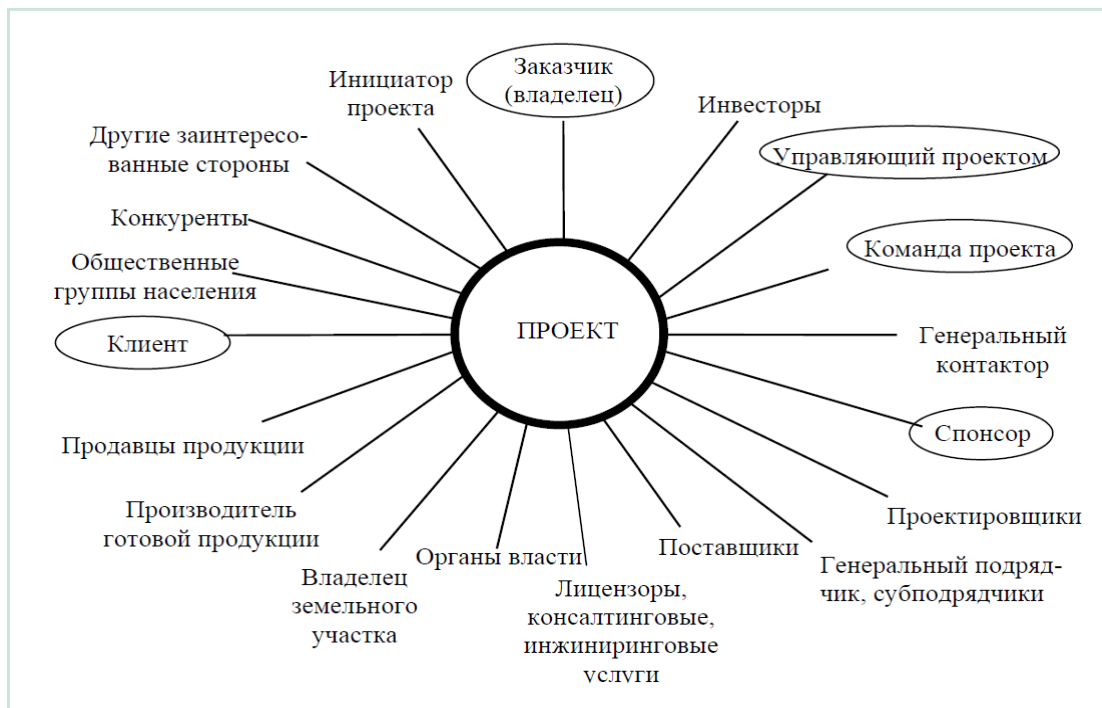 Заказчик
(владелец)
Инициатор
проекта
Инвесторы
Другие заинтересо-
ванные стороны
Управляющий проектом
Конкуренты
Команда проекта
Общественные
группы населения
ПРОЕКТ
Клиент
Генеральный
контактор
Продавцы продукции
Спонсор
Производитель
готовой продукции
Проектировщики
Органы власти
Поставщики
Владелец
земельного
участка
Генеральный подряд-
чик, субподрядчики
Лицензоры,
консалтинговые,
инжиниринговые
услуги